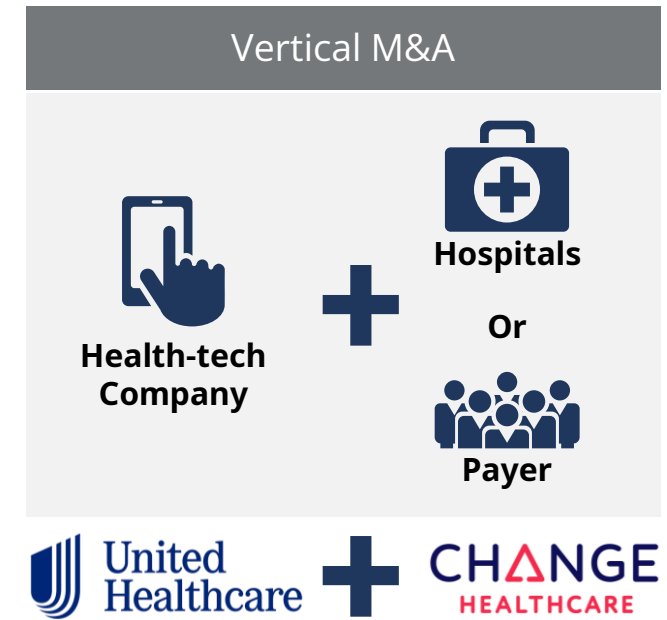 Vertical M&A
Health-tech
Company
Hospitals
Or
Payer
United
Healthcare
CHANGE
HEALTHCARE